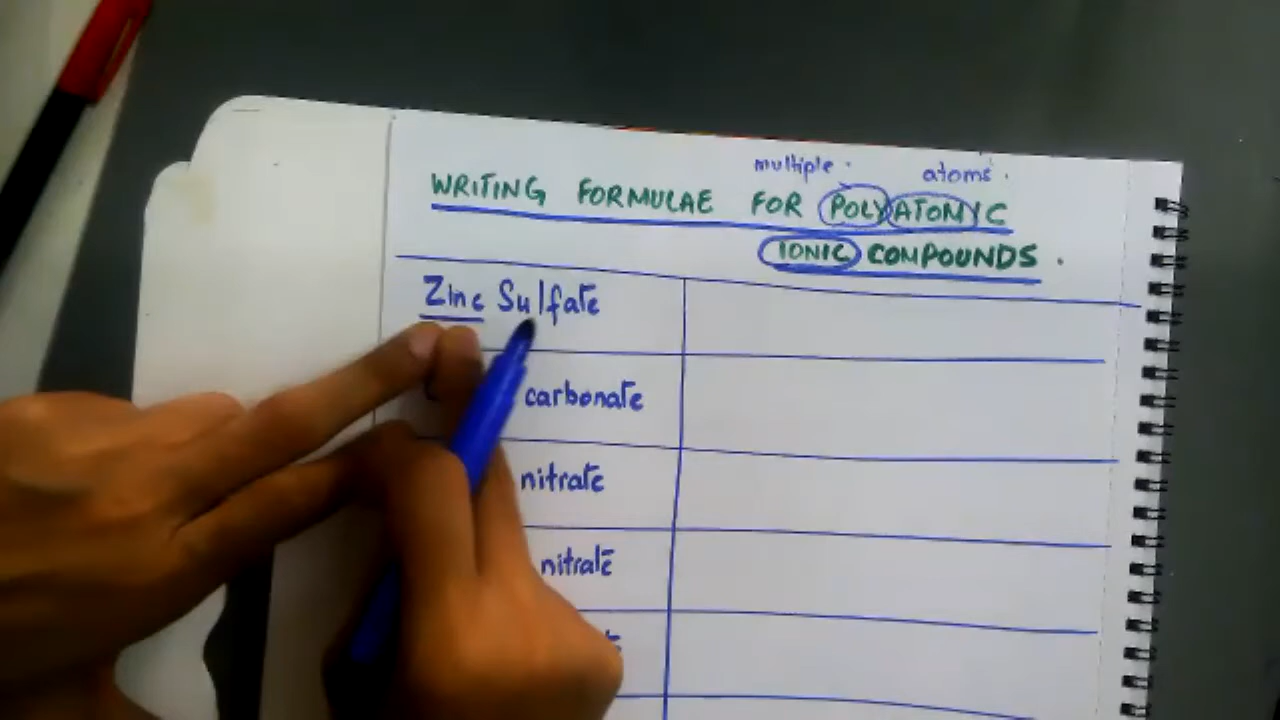 multiple. atoms.
WRITING FORMULAE FOR POLYATOMIC
IONIC COMPOUNDS.
Zinc Sulfate
carbonate
nitrate
nitrate